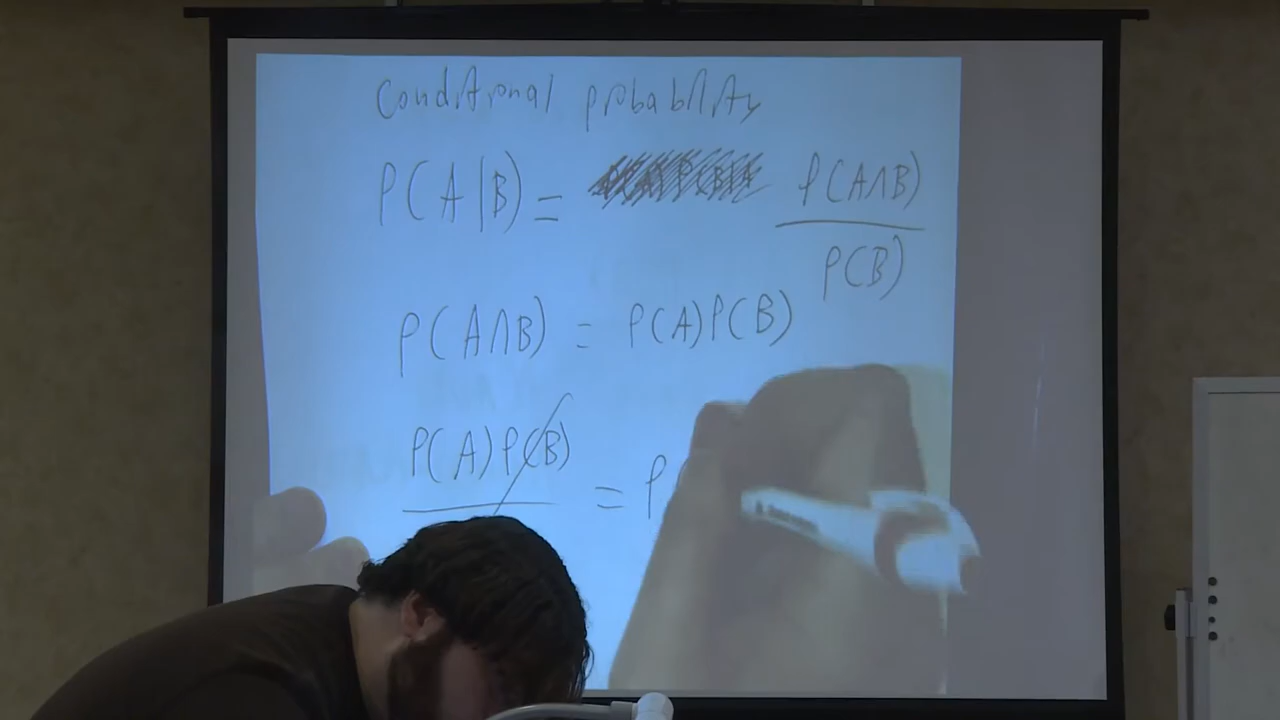 Conditional probability
P(A|B) = P(A∩B)
P(B)
P(A∩B) = P(A)P(B)
P(A)P(B) = P